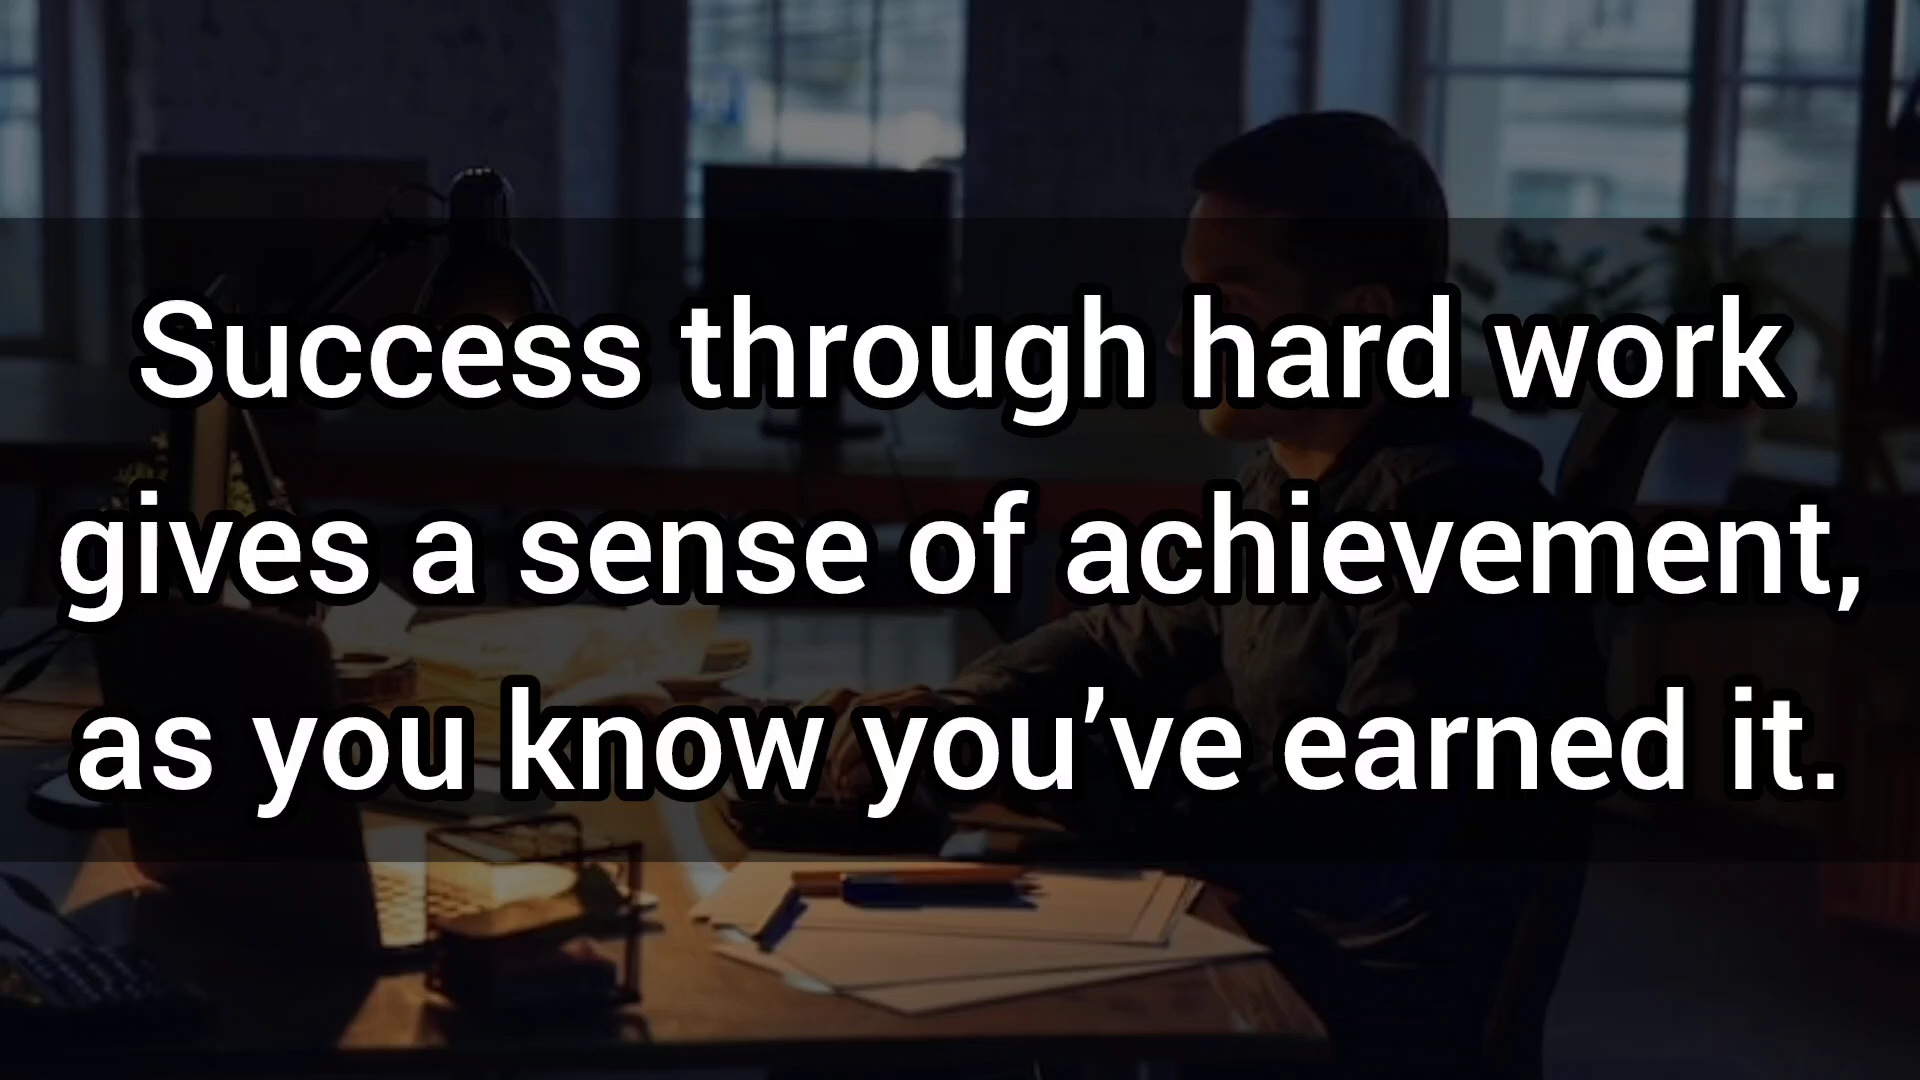 Success through hard work
gives a sense of achievement,
as you know you’ve earned it.